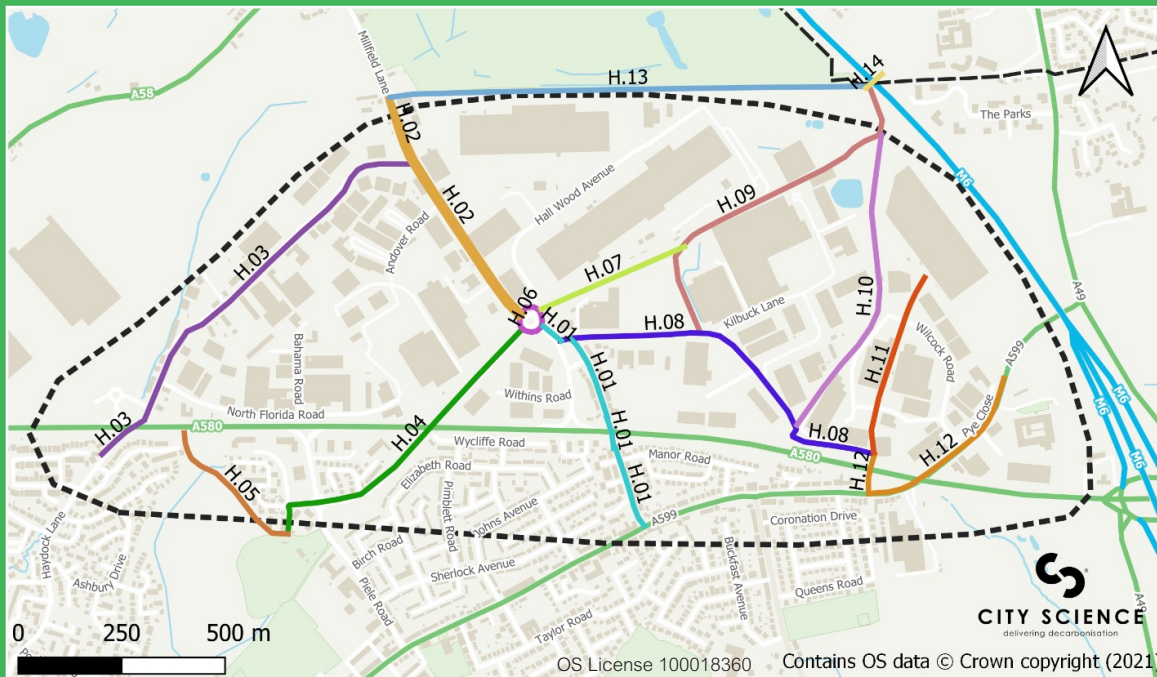 Millfield Lane
A58
H.13
H.14
The Parks
H.02
M6
Hall Wood Avenue
H.09
H.02
Andover Road
H.03
H.07
H.10
A49
H.06
H.01
H.08
Kilbuck Lane
Wilcock Road
A599
Bahama Road
H.01
H.11
M6
M6
Withins Road
Pye Close
North Florida Road
A580
H.04
H.03
Wycliffe Road
H.01
H.08
Manor Road
A580
H.12
H.12
Elizabeth Road
H.05
Pimblett Road
H.01
Johns Avenue
A599
Coronation Drive
Haydock Lane
Birch Road
Ashbury Drive
Sherlock Avenue
Buckfast Avenue
Queens Road
Piele Road
Taylor Road
A49
CITY SCIENCE
delivering decarbonisation
0 250 500 m
OS License 100018360
Contains OS data © Crown copyright (2021)